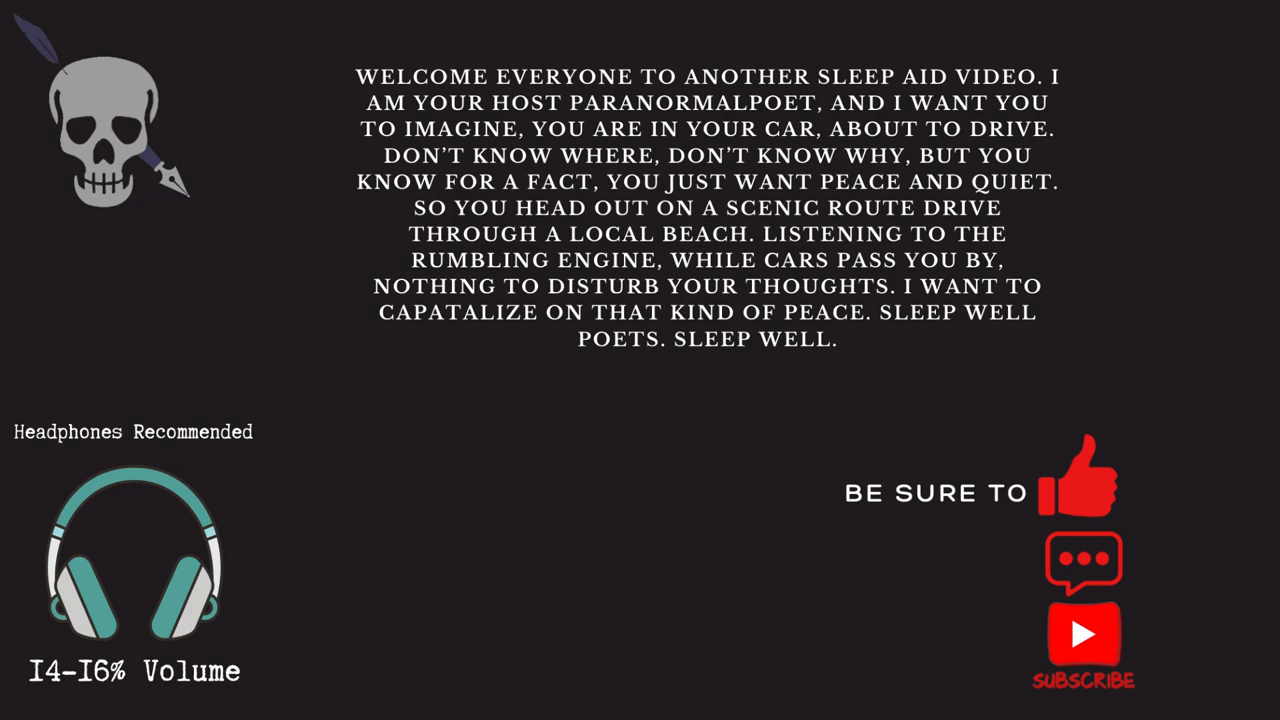 WELCOME EVERYONE TO ANOTHER SLEEP AID VIDEO. I
AM YOUR HOST PARANORMALPOET, AND I WANT YOU
TO IMAGINE, YOU ARE IN YOUR CAR, ABOUT TO DRIVE.
DON’T KNOW WHERE, DON’T KNOW WHY, BUT YOU
KNOW FOR A FACT, YOU JUST WANT PEACE AND QUIET.
SO YOU HEAD OUT ON A SCENIC ROUTE DRIVE
THROUGH A LOCAL BEACH. LISTENING TO THE
RUMBLING ENGINE, WHILE CARS PASS YOU BY,
NOTHING TO DISTURB YOUR THOUGHTS. I WANT TO
CAPATALIZE ON THAT KIND OF PEACE. SLEEP WELL
POETS. SLEEP WELL.
Headphones Recommended
14-16% Volume
BE SURE TO
SUBSCRIBE